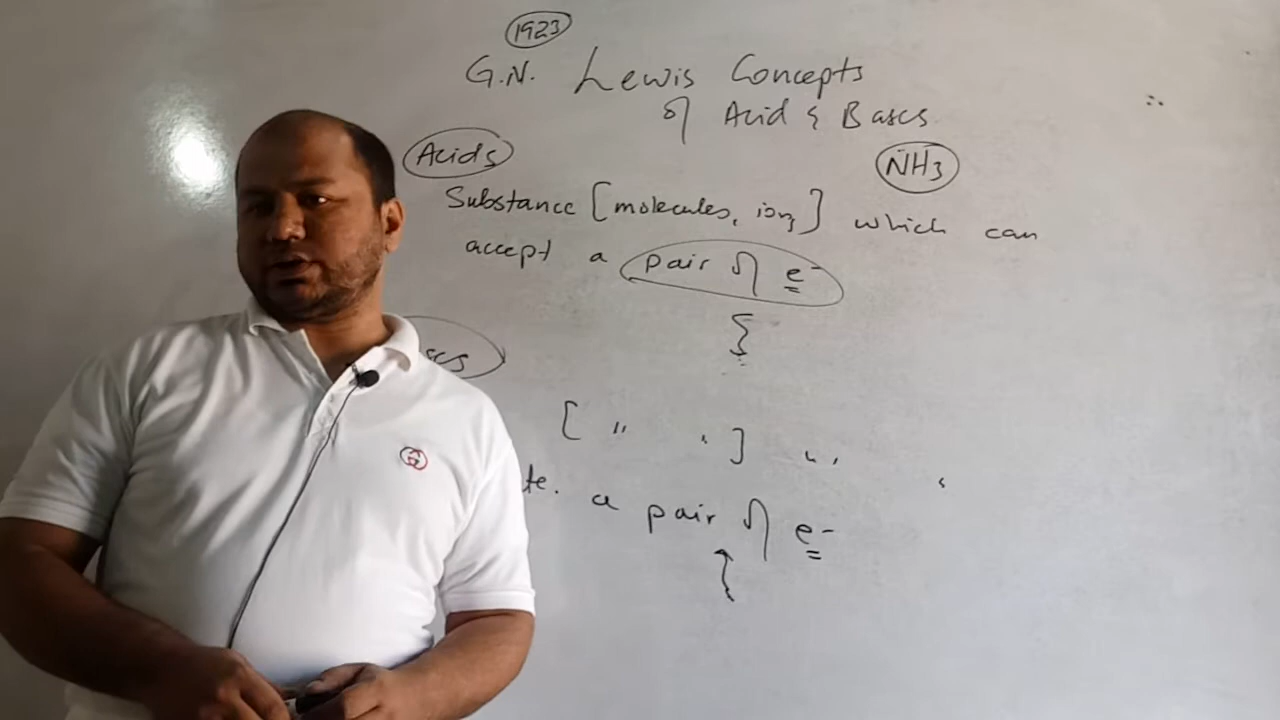 1923
G.N. Lewis Concepts
of Acid & Bases
Acids
NH3
Substance [molecules, ions] which can
accept a pair of e-
ses
[ " " ] " "
te. a pair of e-